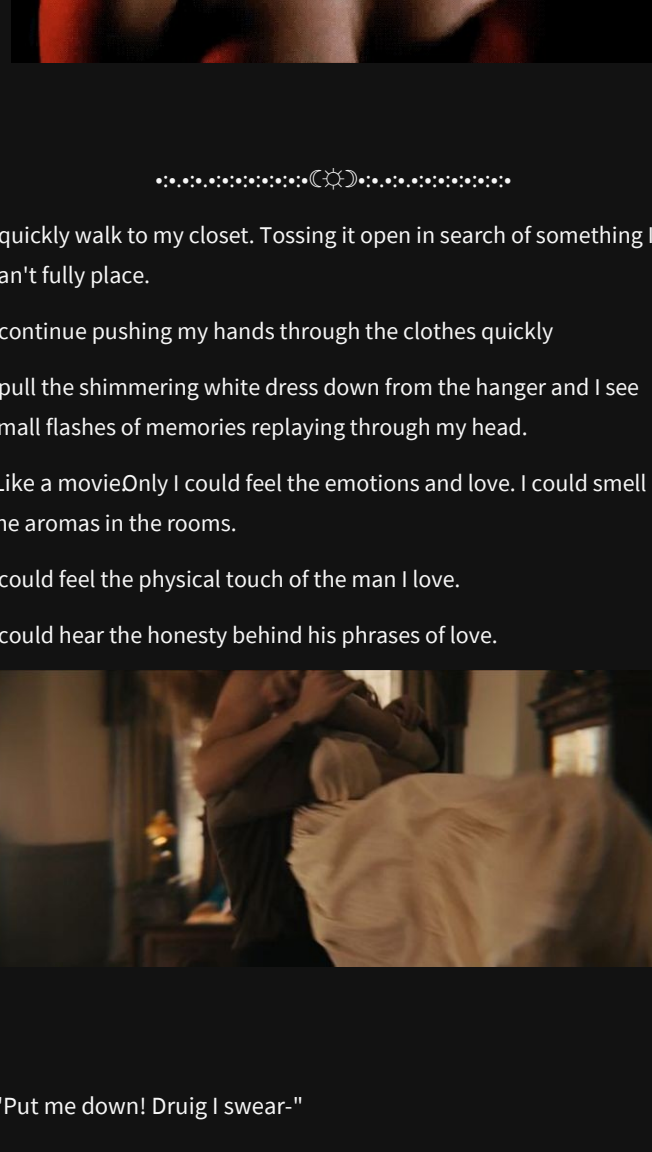 •:•.•:•.•:•:•:•:•:•:•:•☾☼☽•:•.•:•.•:•:•:•:•:•:•:•
quickly walk to my closet. Tossing it open in search of something I
an't fully place.
continue pushing my hands through the clothes quickly
pull the shimmering white dress down from the hanger and I see
mall flashes of memories replaying through my head.
Like a movie.Only I could feel the emotions and love. I could smell
he aromas in the rooms.
could feel the physical touch of the man I love.
could hear the honesty behind his phrases of love.
"Put me down! Druig I swear-"